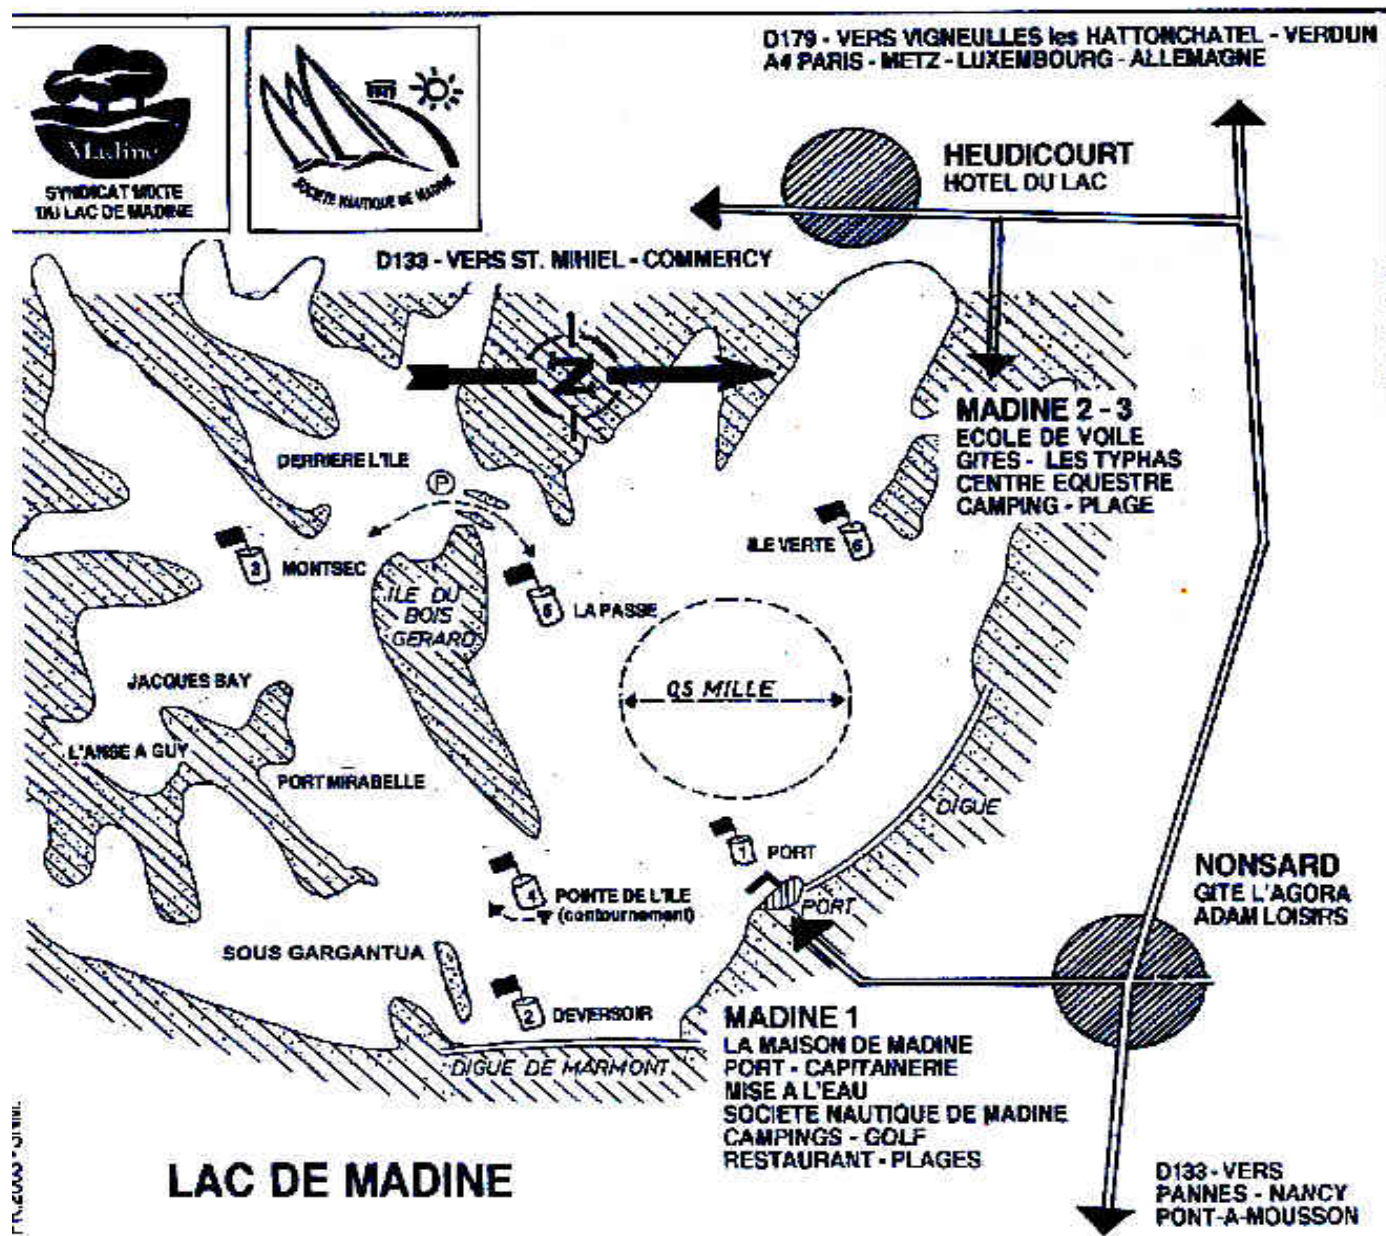 D179 - VERS VIGNEULLES les HATTONCHATEL - VERDUN
A4 PARIS - METZ - LUXEMBOURG - ALLEMAGNE
Madine
SYNDICAT MIXTE
DU LAC DE MADINE
SOCIETE NAUTIQUE DE MADINE
HEUDICOURT
HOTEL DU LAC
D133 - VERS ST. MIHIEL - COMMERCY
N
MADINE 2 - 3
ECOLE DE VOILE
GITES - LES TYPHAS
CENTRE EQUESTRE
CAMPING - PLAGE
DERRIERE L'ILE
P
3 MONTSEC
ILE VERTE 6
ILE DU
BOIS
GERARD
5 LA PASSE
JACQUES BAY
0,5 MILLE
L'ANSE A GUY
PORT MIRABELLE
DIGUE
1 PORT
4 POINTE DE L'ILE
(contournement)
PORT
NONSARD
GITE L'AGORA
ADAM LOISIRS
SOUS GARGANTUA
2 DEVERSOIR
DIGUE DE MARMONT
MADINE 1
LA MAISON DE MADINE
PORT - CAPITAINERIE
MISE A L'EAU
SOCIETE NAUTIQUE DE MADINE
CAMPINGS - GOLF
RESTAURANT - PLAGES
LAC DE MADINE
D133 - VERS
PANNES - NANCY
PONT-A-MOUSSON